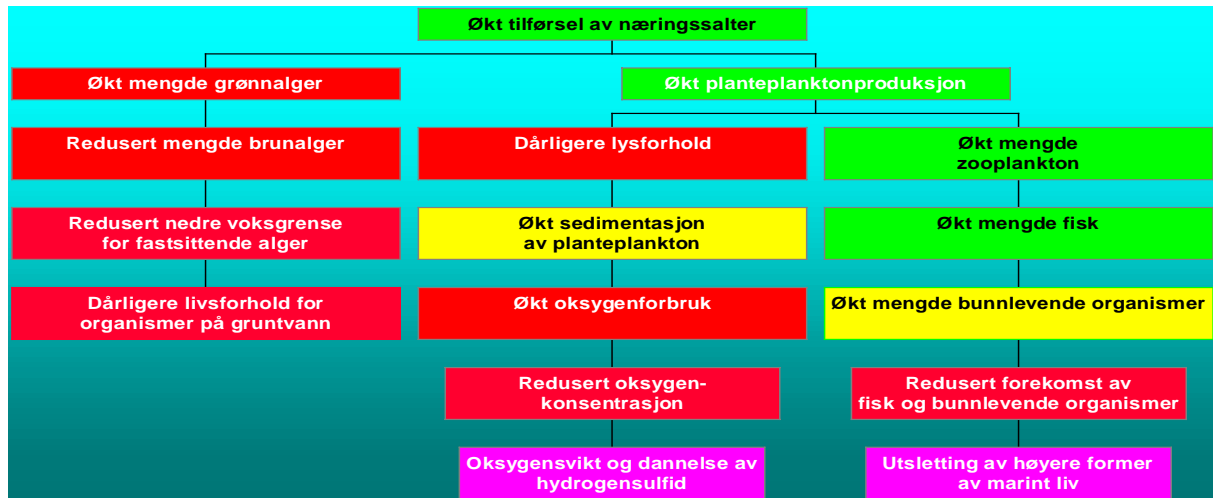 Økt tilførsel av næringssalter
Økt mengde grønnalger
Økt planteplanktonproduksjon
Redusert mengde brunalger
Dårligere lysforhold
Økt mengde
zooplankton
Redusert nedre voksgrense
for fastsittende alger
Økt sedimentasjon
av planteplankton
Økt mengde fisk
Dårligere livsforhold for
organismer på gruntvann
Økt oksygenforbruk
Økt mengde bunnlevende organismer
Redusert oksygen-
konsentrasjon
Redusert forekomst av
fisk og bunnlevende organismer
Oksygensvikt og dannelse av
hydrogensulfid
Utsletting av høyere former
av marint liv